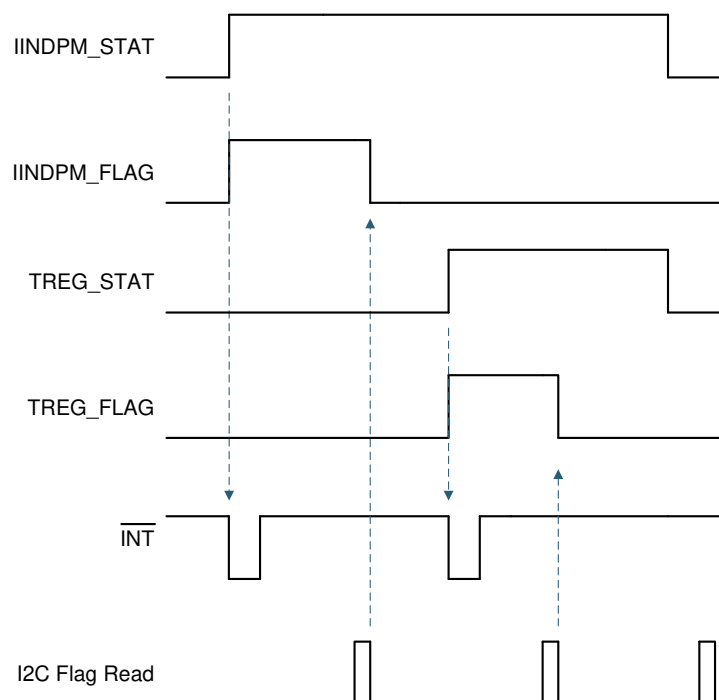 IINDPM_STAT
IINDPM_FLAG
TREG_STAT
TREG_FLAG
INT
I2C Flag Read